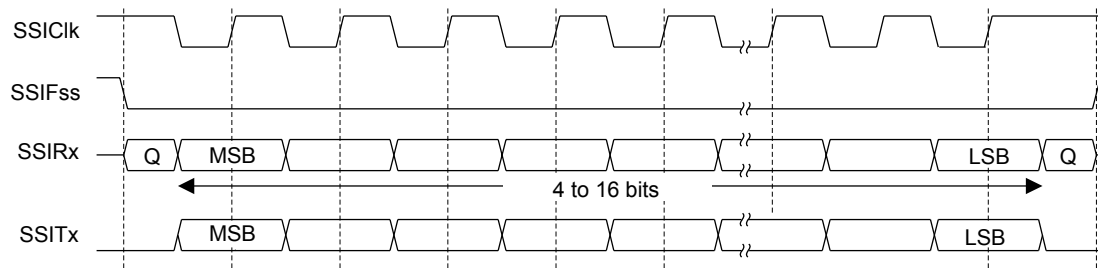 SSIClk
SSIFss
SSIRx Q MSB LSB Q
4 to 16 bits
SSITx MSB LSB